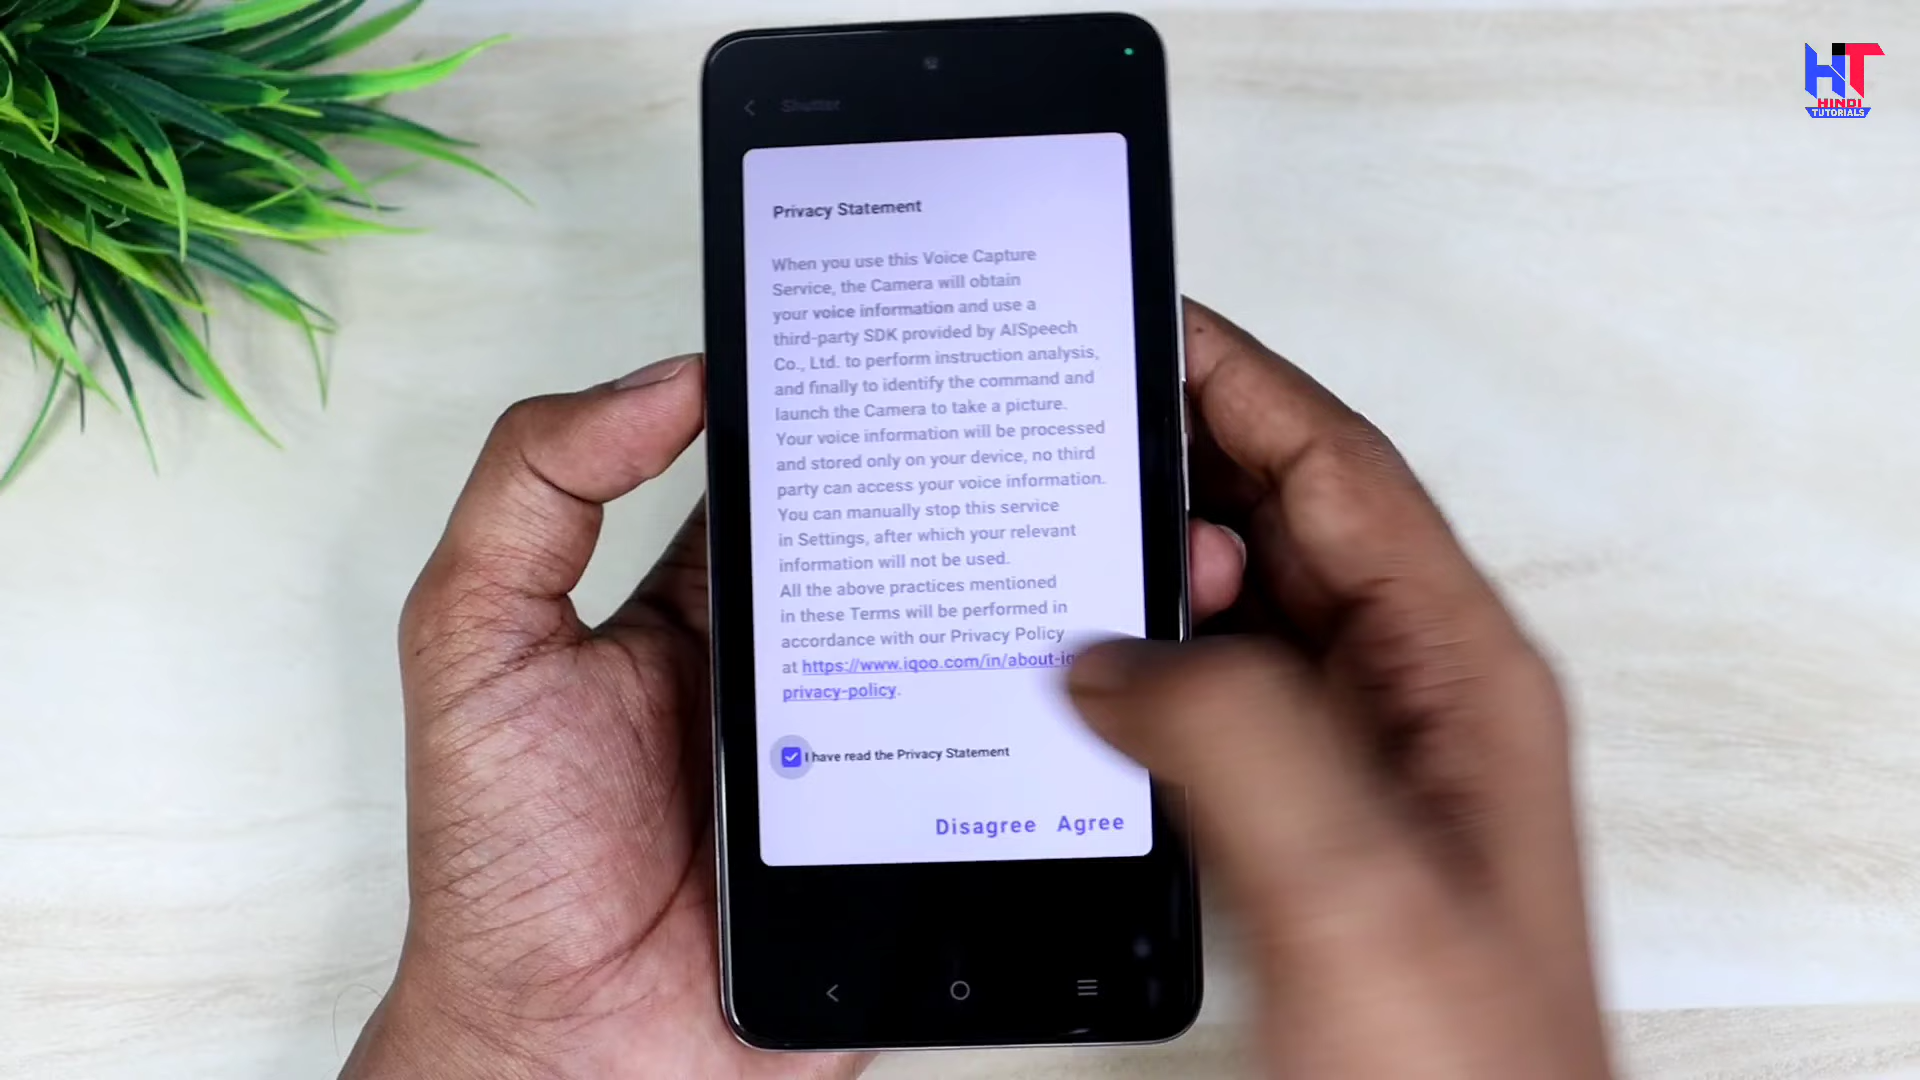 HT
HINDI
TUTORIALS
Shutter
Privacy Statement
When you use this Voice Capture
Service, the Camera will obtain
your voice information and use a
third-party SDK provided by AISpeech
Co., Ltd. to perform instruction analysis,
and finally to identify the command and
launch the Camera to take a picture.
Your voice information will be processed
and stored only on your device, no third
party can access your voice information.
You can manually stop this service
in Settings, after which your relevant
information will not be used.
All the above practices mentioned
in these Terms will be performed in
accordance with our Privacy Policy
at https://www.iqoo.com/in/about-iq
privacy-policy.
I have read the Privacy Statement
Disagree Agree